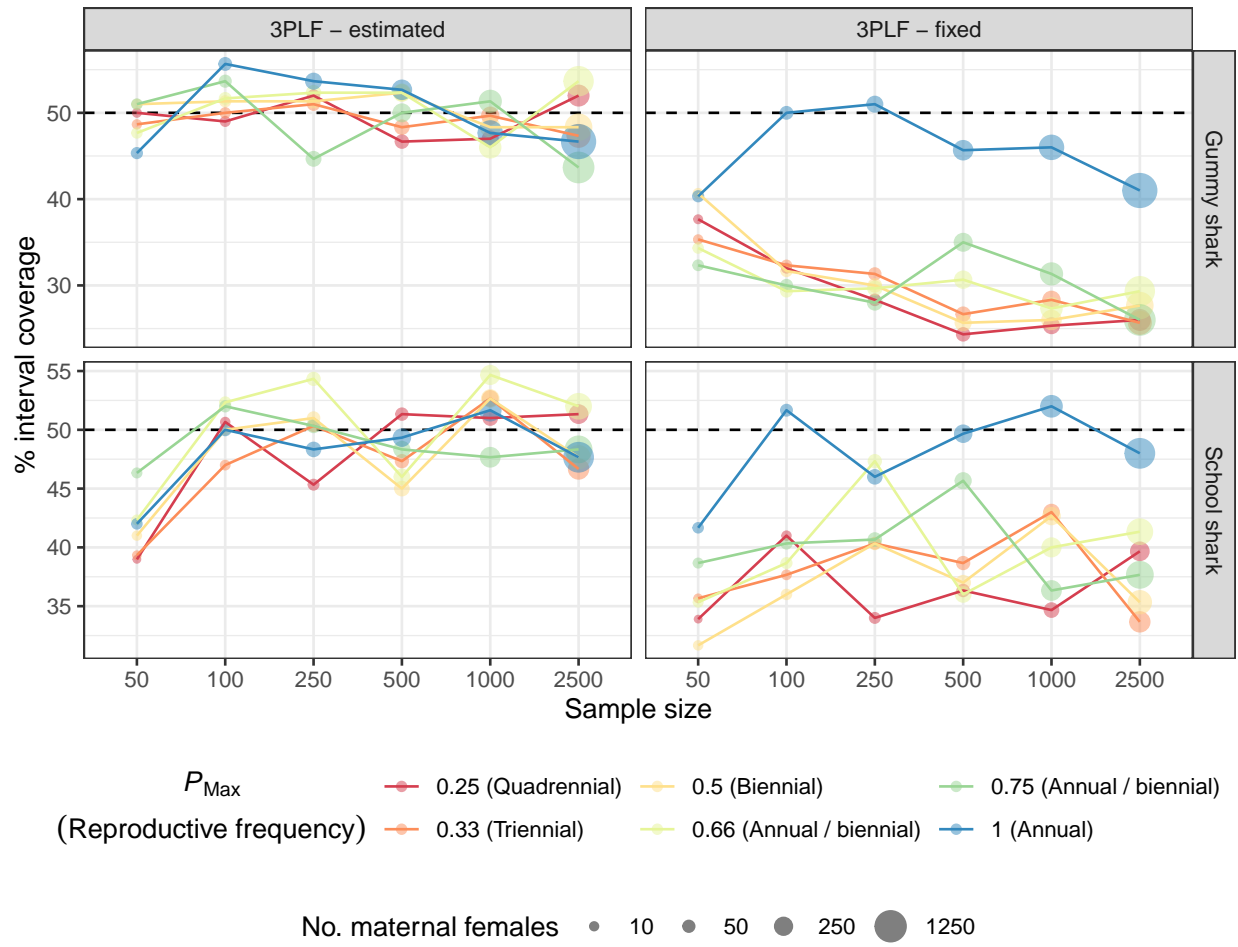 3PLF − estimated
3PLF − fixed
50
40
30
Gummy shark
% interval coverage
55
50
45
40
35
School shark
50 100 250 500 1000 2500
50 100 250 500 1000 2500
Sample size
P Max
(Reproductive frequency)
0.25 (Quadrennial)
0.5 (Biennial)
0.75 (Annual / biennial)
0.33 (Triennial)
0.66 (Annual / biennial)
1 (Annual)
No. maternal females 10 50 250 1250